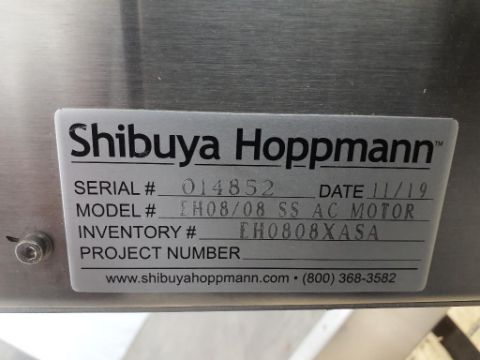 Shibuya Hoppmann™
SERIAL # 014852 DATE 11/19
MODEL # EH08/08 SS AC MOTOR
INVENTORY # EH0808XASA
PROJECT NUMBER
www.shibuyahoppmann.com • (800) 368-3582